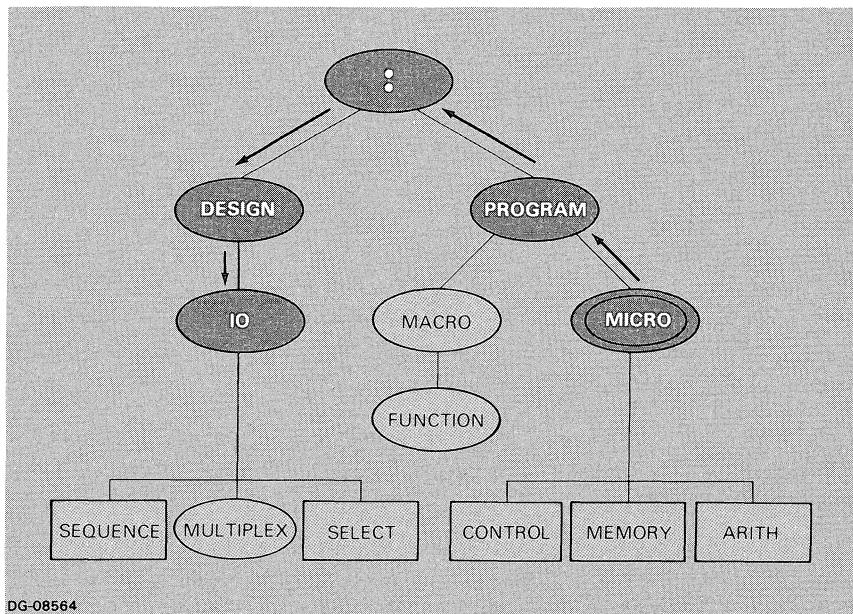 :
DESIGN
PROGRAM
IO
MACRO
MICRO
FUNCTION
SEQUENCE
MULTIPLEX
SELECT
CONTROL
MEMORY
ARITH
DG-08564